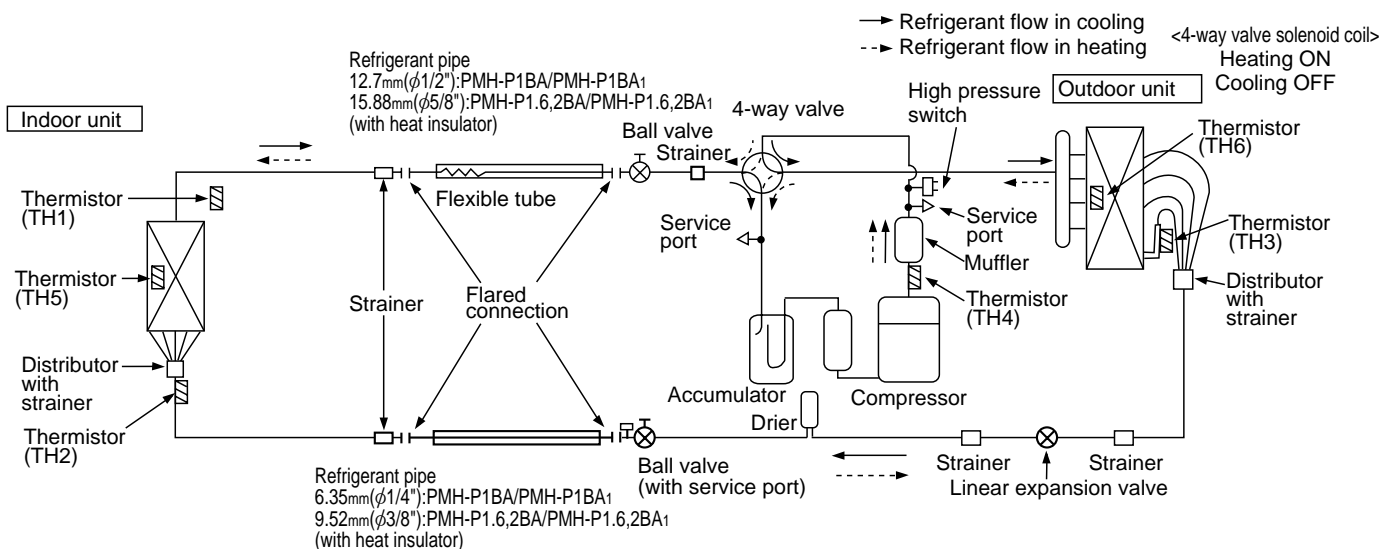 Refrigerant flow in cooling
Refrigerant flow in heating
<4-way valve solenoid coil>
Heating ON
Cooling OFF
Refrigerant pipe
12.7mm(ϕ1/2"):PMH-P1BA/PMH-P1BA1
15.88mm(ϕ5/8"):PMH-P1.6,2BA/PMH-P1.6,2BA1
(with heat insulator)
Indoor unit
Outdoor unit
High pressure
switch
4-way valve
Ball valve
Strainer
Thermistor
(TH6)
Thermistor
(TH1)
Flexible tube
Service
port
Service
port
Muffler
Thermistor
(TH3)
Thermistor
(TH5)
Strainer
Flared
connection
Thermistor
(TH4)
Distributor
with
strainer
Distributor
with
strainer
Accumulator
Compressor
Drier
Thermistor
(TH2)
Ball valve
(with service port)
Strainer
Strainer
Linear expansion valve
Refrigerant pipe
6.35mm(ϕ1/4"):PMH-P1BA/PMH-P1BA1
9.52mm(ϕ3/8"):PMH-P1.6,2BA/PMH-P1.6,2BA1
(with heat insulator)